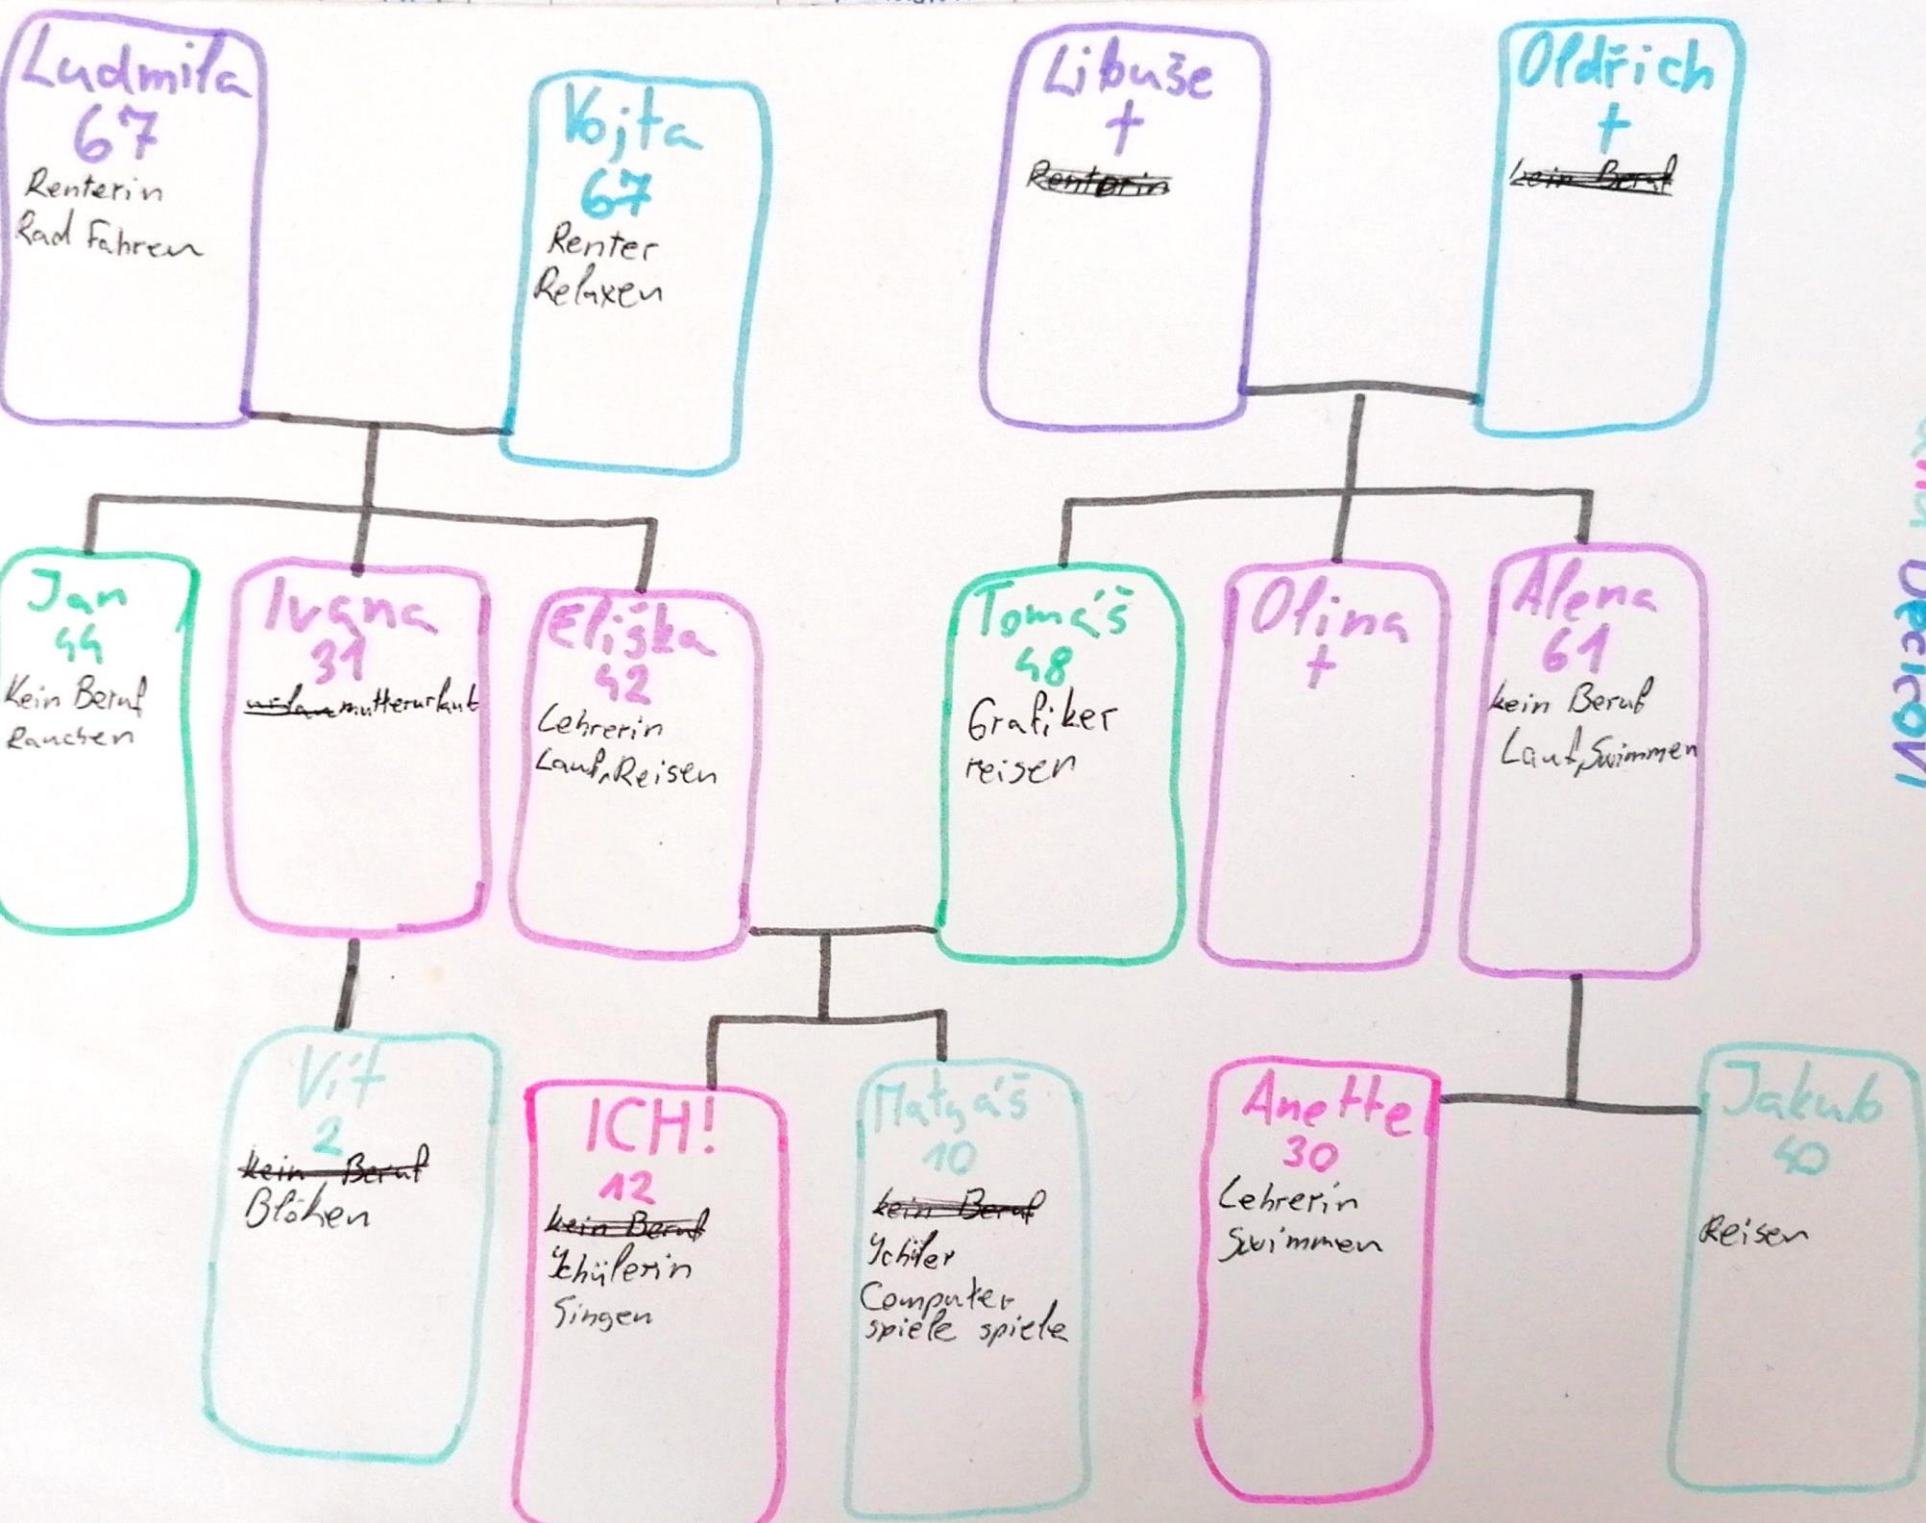 Ludmila
67
Renterin
Rad Fahren
Vojta
67
Renter
Relaxen
Libuše
†
Renterin
Oldřich
†
kein Beruf
Jan
44
Kein Beruf
Rauchen
Ivana
31
mutterurlaub
Eliška
42
Lehrerin
Lauf, Reisen
Tomáš
48
Grafiker
reisen
Olina
†
Alena
61
kein Beruf
Lauf, Swimmen
Vít
2
kein Beruf
Blöken
ICH!
12
kein Beruf
Schülerin
Singen
Matyáš
10
kein Beruf
Schüler
Computer
spiele spiele
Anette
30
Lehrerin
Swimmen
Jakub
40
Reisen